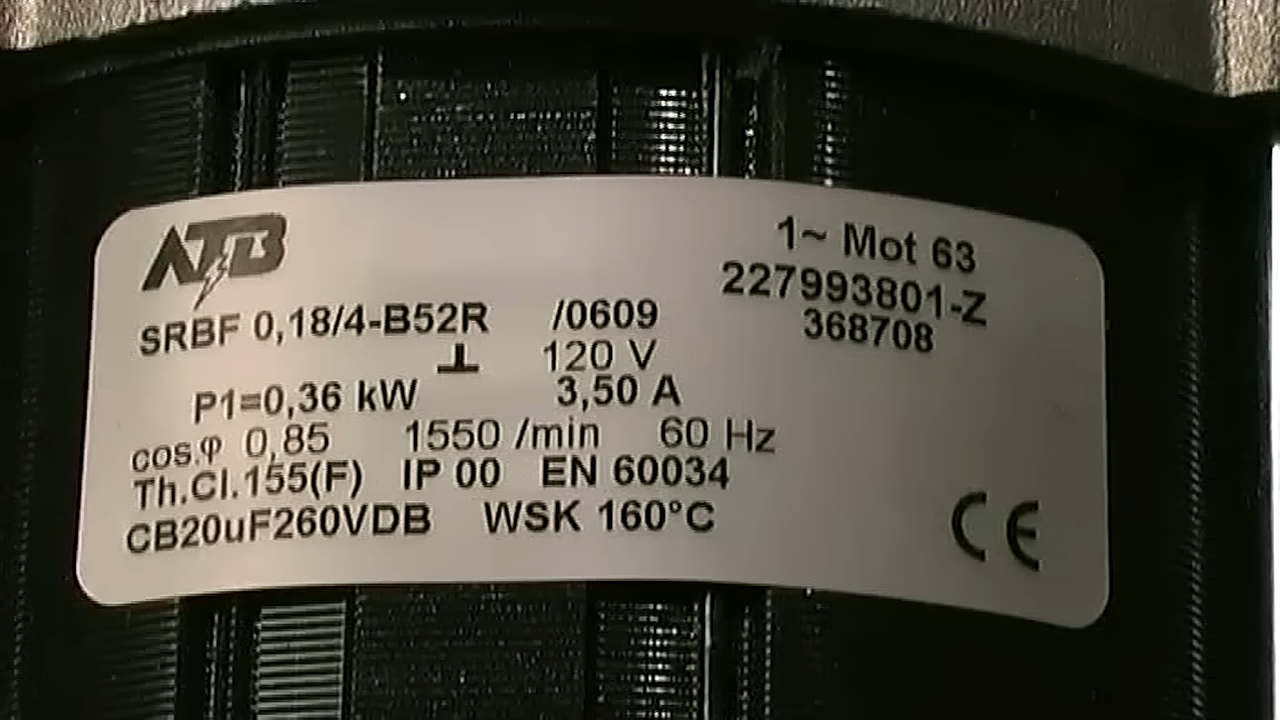 ATB
1~ Mot 63
227993801-Z
368708
SRBF 0,18/4-B52R /0609
⊥ 120 V
P1=0,36 kW 3,50 A
cos.φ 0,85 1550 /min 60 Hz
Th.Cl.155(F) IP 00 EN 60034
CB20uF260VDB WSK 160°C
CE